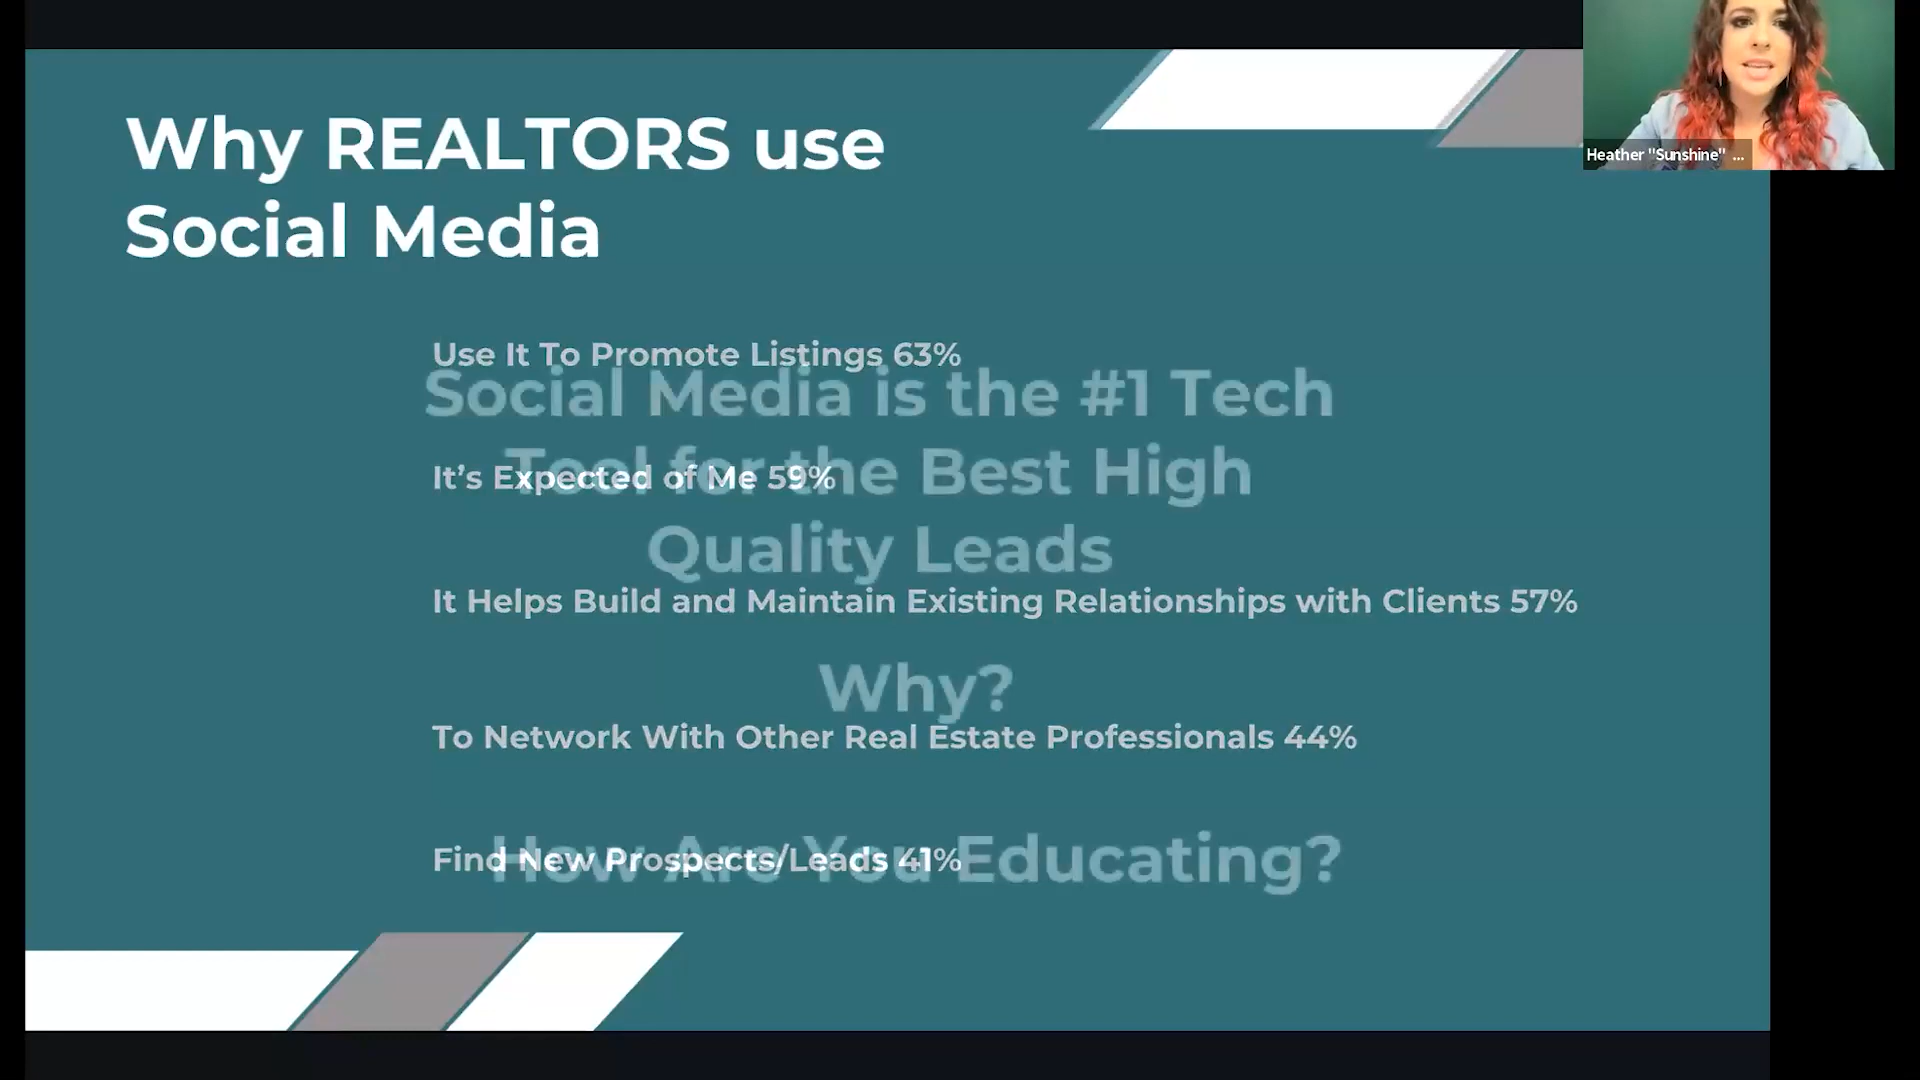 Why REALTORS use
Social Media
Heather "Sunshine" ...
Use It To Promote Listings 63%
It's Expected of Me 59%
It Helps Build and Maintain Existing Relationships with Clients 57%
To Network With Other Real Estate Professionals 44%
Find New Prospects/Leads 41%
Social Media is the #1 Tech
Tool for the Best High
Quality Leads
Why?
How Are You Educating?